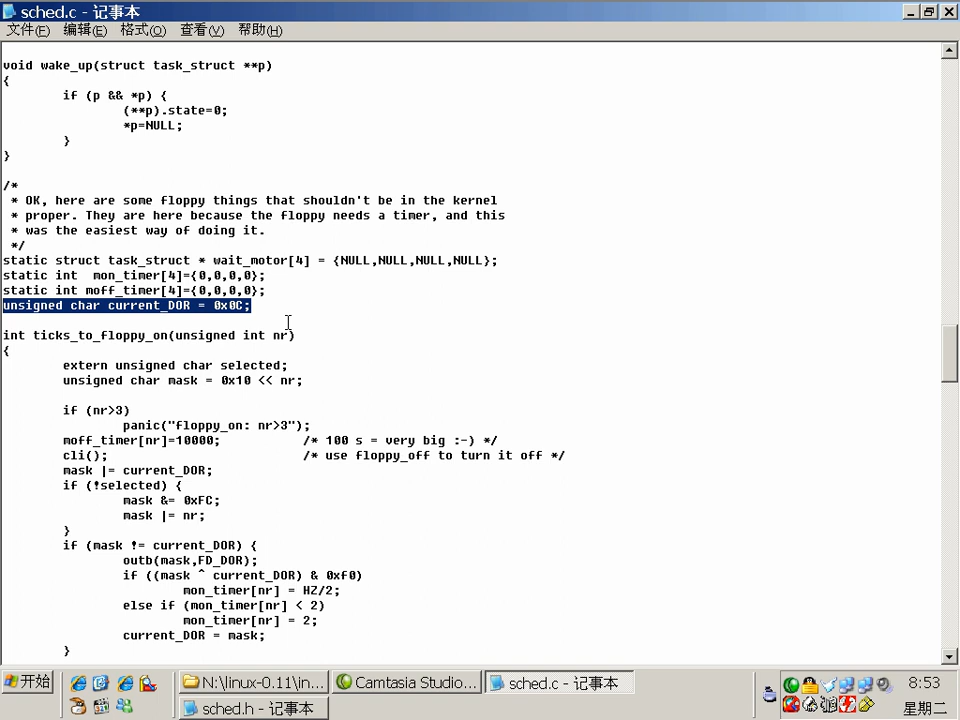 sched.c - 记事本
文件(F) 编辑(E) 格式(O) 查看(V) 帮助(H)
void wake_up(struct task_struct **p)
{
if (p && *p) {
(**p).state=0;
*p=NULL;
}
}
/*
* OK, here are some floppy things that shouldn't be in the kernel
* proper. They are here because the floppy needs a timer, and this
* was the easiest way of doing it.
*/
static struct task_struct * wait_motor[4] = {NULL,NULL,NULL,NULL};
static int  mon_timer[4]={0,0,0,0};
static int moff_timer[4]={0,0,0,0};
unsigned char current_DOR = 0x0C;
int ticks_to_floppy_on(unsigned int nr)
{
extern unsigned char selected;
unsigned char mask = 0x10 << nr;
if (nr>3)
panic("floppy_on: nr>3");
moff_timer[nr]=10000; /* 100 s = very big :-) */
cli(); /* use floppy_off to turn it off */
mask |= current_DOR;
if (!selected) {
mask &= 0xFC;
mask |= nr;
}
if (mask != current_DOR) {
outb(mask,FD_DOR);
if ((mask ^ current_DOR) & 0xf0)
mon_timer[nr] = HZ/2;
else if (mon_timer[nr] < 2)
mon_timer[nr] = 2;
current_DOR = mask;
}
开始 N:\linux-0.11\in... Camtasia Studio... sched.c - 记事本 8:53
sched.h - 记事本 星期二